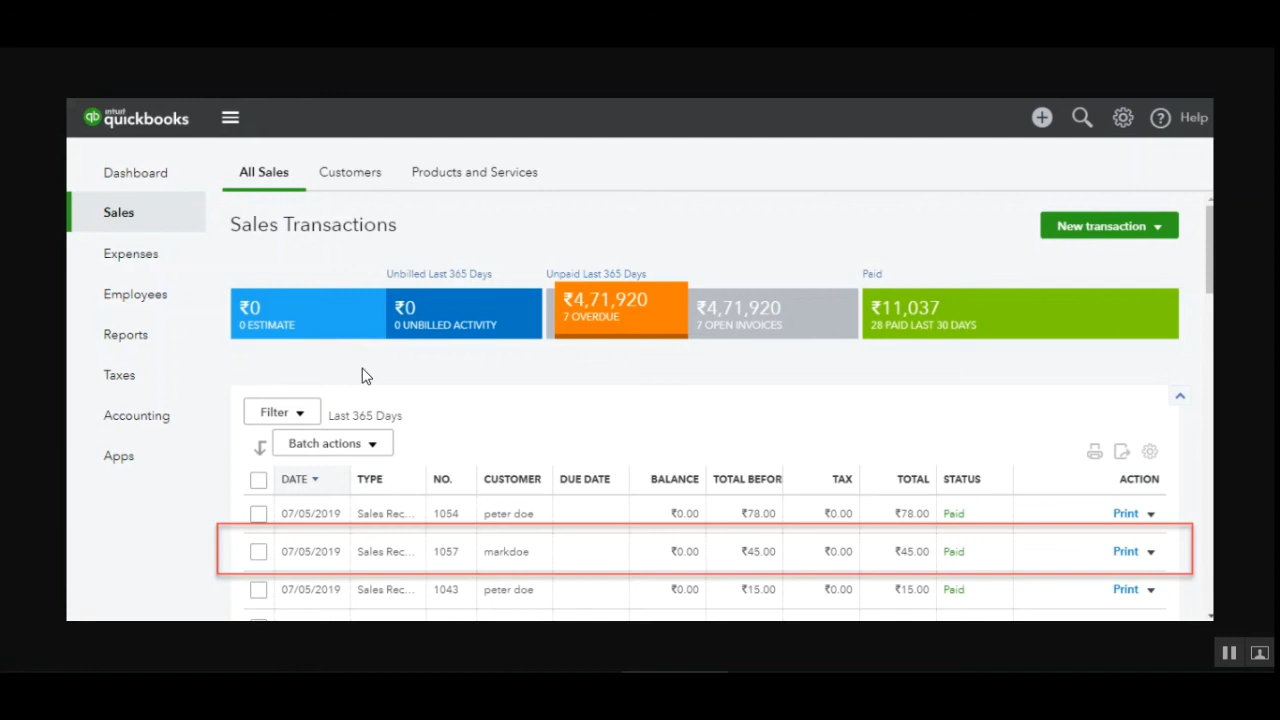 intuit
quickbooks
Help
Dashboard
Sales
Expenses
Employees
Reports
Taxes
Accounting
Apps
All Sales Customers Products and Services
Sales Transactions
New transaction
Unbilled Last 365 Days Unpaid Last 365 Days Paid
₹0 ₹0 ₹4,71,920 ₹4,71,920 ₹11,037
0 ESTIMATE 0 UNBILLED ACTIVITY 7 OVERDUE 7 OPEN INVOICES 28 PAID LAST 30 DAYS
Filter Last 365 Days
Batch actions
DATE TYPE NO. CUSTOMER DUE DATE BALANCE TOTAL BEFOR TAX TOTAL STATUS ACTION
07/05/2019 Sales Rec... 1054 peter doe ₹0.00 ₹78.00 ₹0.00 ₹78.00 Paid Print
07/05/2019 Sales Rec... 1057 markdoe ₹0.00 ₹45.00 ₹0.00 ₹45.00 Paid Print
07/05/2019 Sales Rec... 1043 peter doe ₹0.00 ₹15.00 ₹0.00 ₹15.00 Paid Print